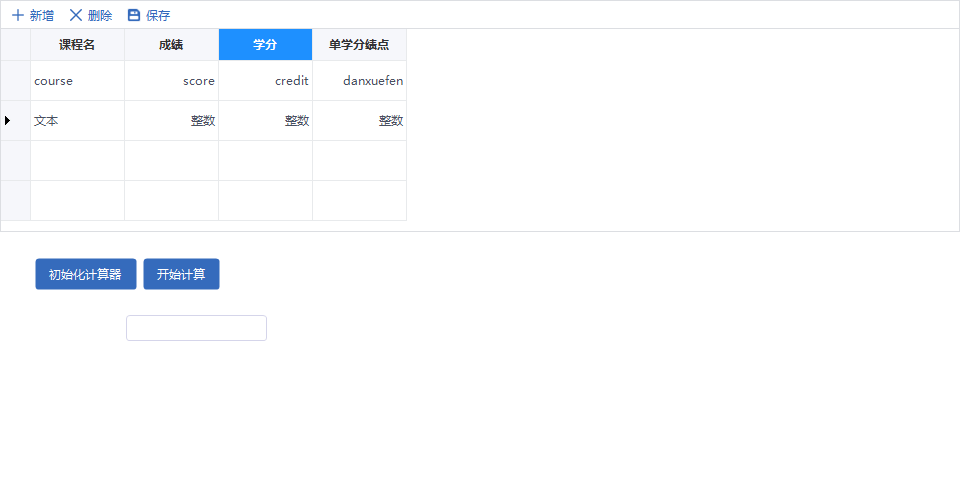 新增 删除 保存
课程名 成绩 学分 单学分绩点
course score credit danxuefen
文本 整数 整数 整数
初始化计算器 开始计算